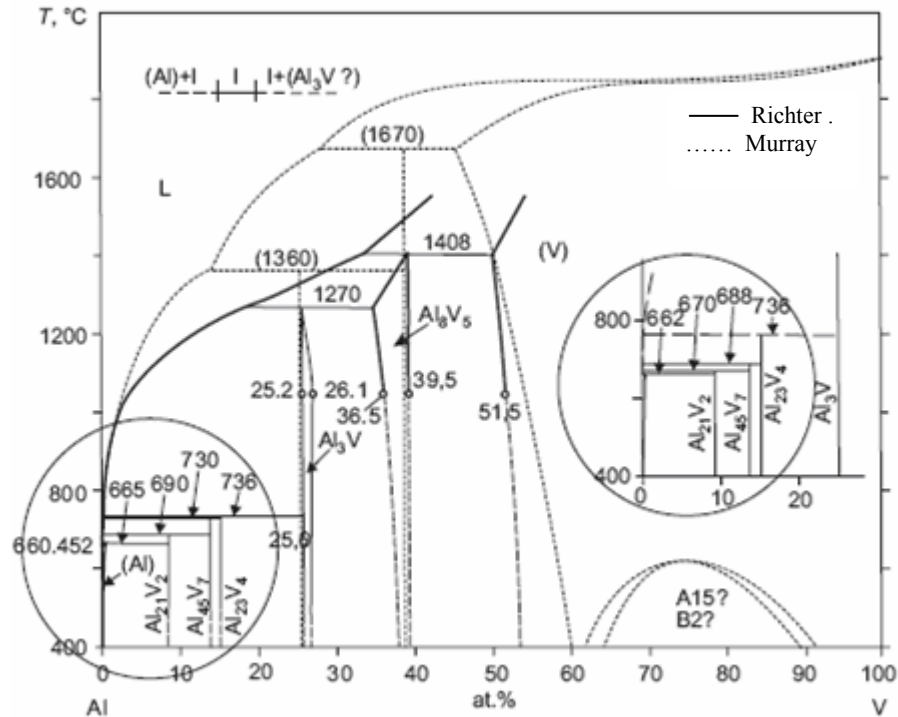 T, °C
(Al)+l l l+(Al3V ?)
Richter .
Murray
(1670)
1600
L
1408
(V)
(1360)
1270
1200
Al8V5
25.2
26.1
36.5
39,5
51,5
Al3V
800
730
665 690 736
660.452
25,0
(Al)
Al21V2
Al45V7
Al23V4
400
800
662 670 688 736
Al21V2
Al45V7
Al23V4
Al3V
400
0 10 20
A15?
B2?
0 10 20 30 40 50 60 70 80 90 100
Al at.% V